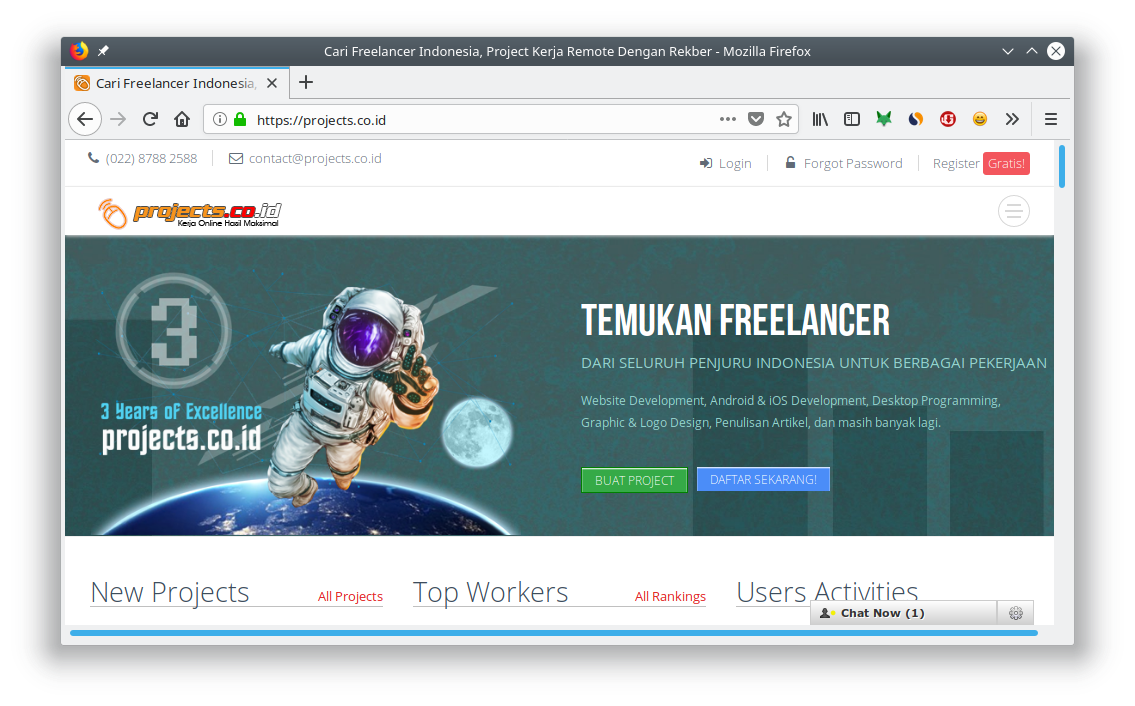 Cari Freelancer Indonesia, Project Kerja Remote Dengan Rekber - Mozilla Firefox
Cari Freelancer Indonesia,
https://projects.co.id
(022) 8788 2588
contact@projects.co.id
Login
Forgot Password
Register Gratis!
projects.co.id
Kerja Online Hasil Maksimal
3
3 Years of Excellence
projects.co.id
TEMUKAN FREELANCER
DARI SELURUH PENJURU INDONESIA UNTUK BERBAGAI PEKERJAAN
Website Development, Android & iOS Development, Desktop Programming,
Graphic & Logo Design, Penulisan Artikel, dan masih banyak lagi.
BUAT PROJECT
DAFTAR SEKARANG!
New Projects
All Projects
Top Workers
All Rankings
Users Activities
Chat Now (1)